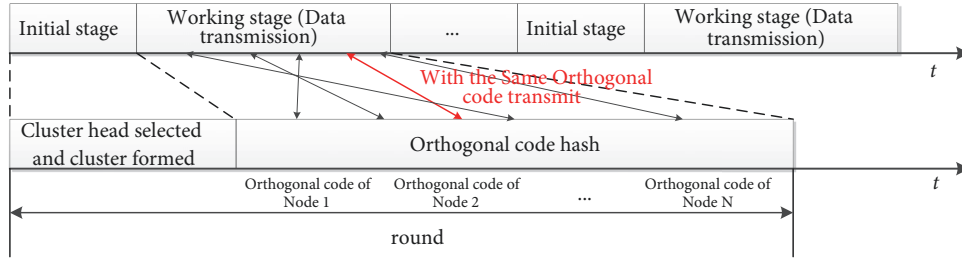 Initial stage
Working stage (Data
transmission)
...
Initial stage
Working stage (Data
transmission)
t
With the Same Orthogonal
code transmit
Cluster head selected
and cluster formed
Orthogonal code hash
t
Orthogonal code of
Node 1
Orthogonal code of
Node 2
...
Orthogonal code of
Node N
round